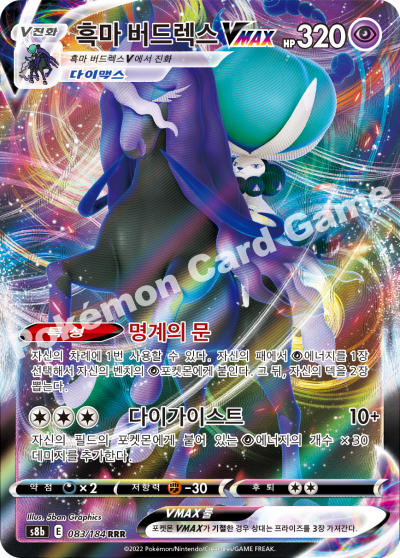 V진화
흑마 버드렉스 VMAX HP 320
흑마 버드렉스V에서 진화
다이맥스
Pokémon Card Game
특성 명계의 문
자신의 차례에 1번 사용할 수 있다. 자신의 패에서 에너지를 1장
선택해서 자신의 벤치의 포켓몬에게 붙인다. 그 뒤, 자신의 덱을 2장
뽑는다.
다이가이스트 10+
자신의 필드의 포켓몬에게 붙어 있는 에너지의 개수 ×30
데미지를 추가한다.
약점 ×2 저항력 -30 후퇴
Illus. 5ban Graphics
s8b E 083/184 RRR
VMAX 룰
포켓몬 VMAX가 기절한 경우 상대는 프라이즈를 3장 가져간다.
©2022 Pokémon/Nintendo/Creatures/GAME FREAK.